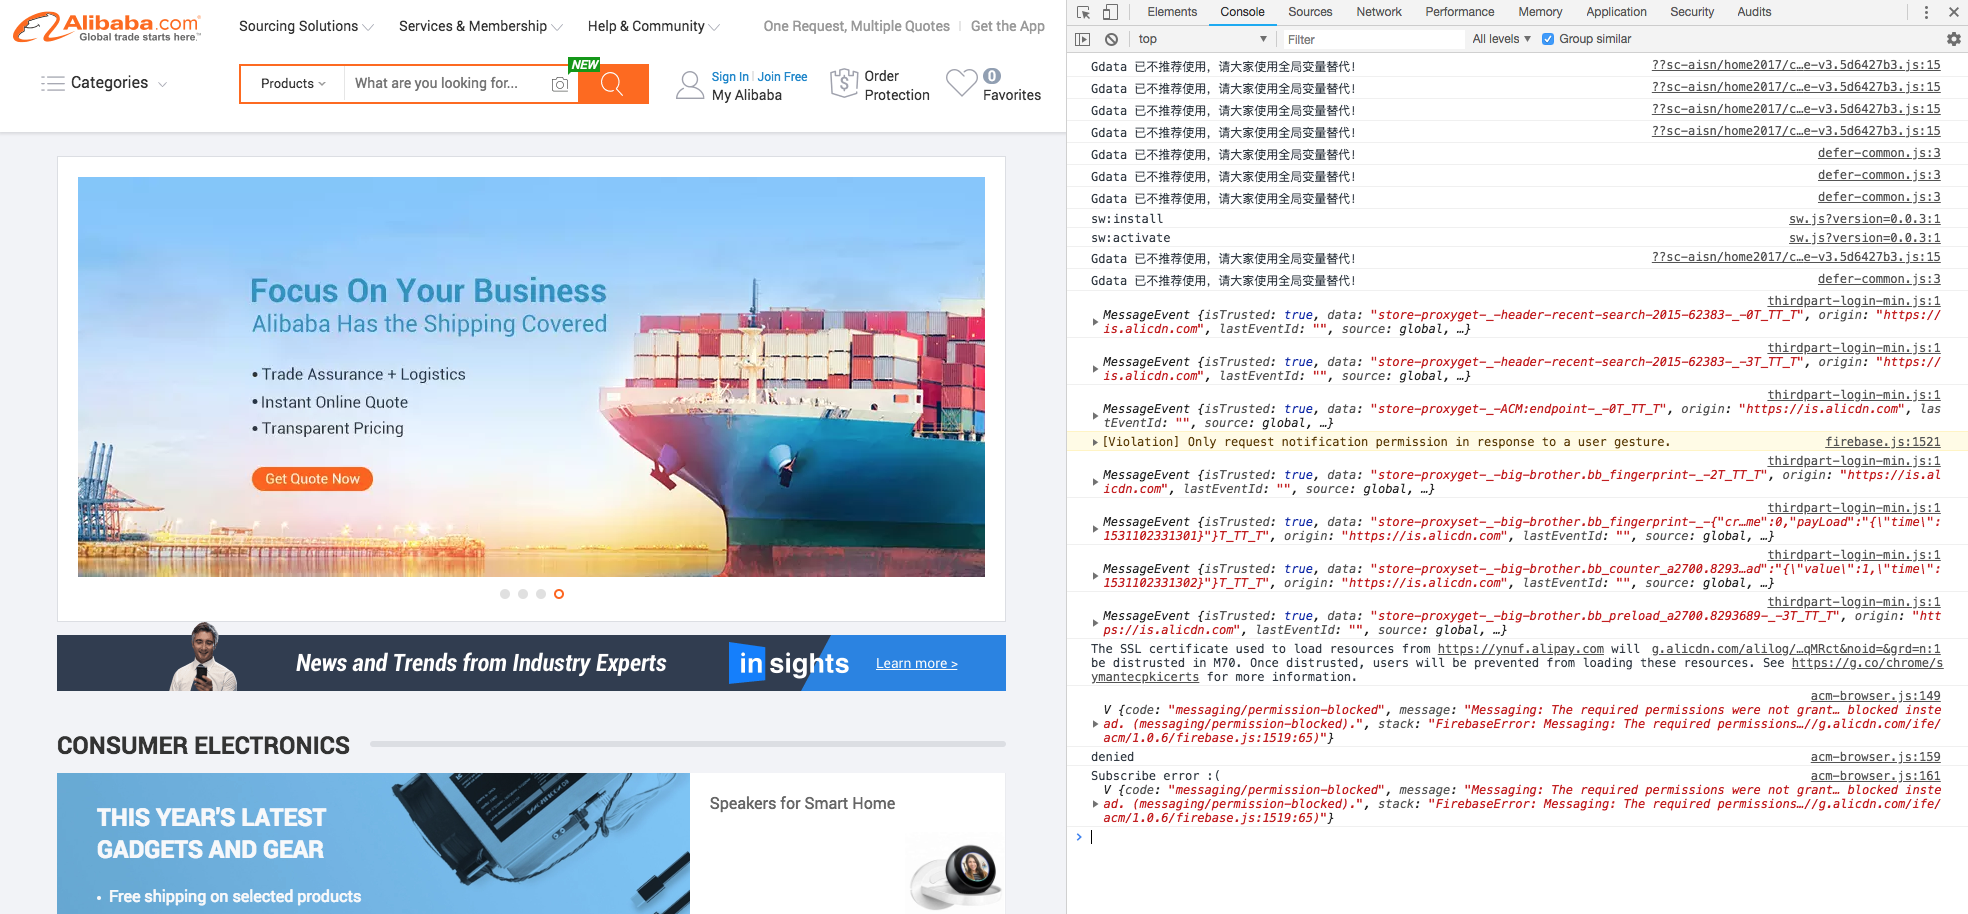 Alibaba.com
Global trade starts here.™
Sourcing Solutions
Services & Membership
Help & Community
One Request, Multiple Quotes
Get the App
Categories
Products
What are you looking for...
NEW
Sign In | Join Free
My Alibaba
Order
Protection
0
Favorites
Focus On Your Business
Alibaba Has the Shipping Covered
• Trade Assurance + Logistics
• Instant Online Quote
• Transparent Pricing
Get Quote Now
News and Trends from Industry Experts
in sights
Learn more >
CONSUMER ELECTRONICS
THIS YEAR'S LATEST
GADGETS AND GEAR
• Free shipping on selected products
Speakers for Smart Home
Elements Console Sources Network Performance Memory Application Security Audits
top
Filter
All levels
Group similar
Gdata 已不推荐使用，请大家使用全局变量替代！ ??sc-aisn/home2017/c…e-v3.5d6427b3.js:15
Gdata 已不推荐使用，请大家使用全局变量替代！ ??sc-aisn/home2017/c…e-v3.5d6427b3.js:15
Gdata 已不推荐使用，请大家使用全局变量替代！ ??sc-aisn/home2017/c…e-v3.5d6427b3.js:15
Gdata 已不推荐使用，请大家使用全局变量替代！ ??sc-aisn/home2017/c…e-v3.5d6427b3.js:15
Gdata 已不推荐使用，请大家使用全局变量替代！ defer-common.js:3
Gdata 已不推荐使用，请大家使用全局变量替代！ defer-common.js:3
Gdata 已不推荐使用，请大家使用全局变量替代！ defer-common.js:3
sw:install sw.js?version=0.0.3:1
sw:activate sw.js?version=0.0.3:1
Gdata 已不推荐使用，请大家使用全局变量替代！ ??sc-aisn/home2017/c…e-v3.5d6427b3.js:15
Gdata 已不推荐使用，请大家使用全局变量替代！ defer-common.js:3
thirdpart-login-min.js:1
MessageEvent {isTrusted: true, data: "store-proxyget-_-header-recent-search-2015-62383-_-0T_TT_T", origin: "https://
is.alicdn.com", lastEventId: "", source: global, …}
thirdpart-login-min.js:1
MessageEvent {isTrusted: true, data: "store-proxyget-_-header-recent-search-2015-62383-_-3T_TT_T", origin: "https://
is.alicdn.com", lastEventId: "", source: global, …}
thirdpart-login-min.js:1
MessageEvent {isTrusted: true, data: "store-proxyget-_-ACM:endpoint-_-0T_TT_T", origin: "https://is.alicdn.com", las
tEventId: "", source: global, …}
[Violation] Only request notification permission in response to a user gesture. firebase.js:1521
thirdpart-login-min.js:1
MessageEvent {isTrusted: true, data: "store-proxyget-_-big-brother.bb_fingerprint-_-2T_TT_T", origin: "https://is.al
icdn.com", lastEventId: "", source: global, …}
thirdpart-login-min.js:1
MessageEvent {isTrusted: true, data: "store-proxyset-_-big-brother.bb_fingerprint-_-{"cr…me":0,"payLoad":"{\"time\":
1531102331301}"}T_TT_T", origin: "https://is.alicdn.com", lastEventId: "", source: global, …}
thirdpart-login-min.js:1
MessageEvent {isTrusted: true, data: "store-proxyset-_-big-brother.bb_counter_a2700.8293…ad":"{\"value\":1,\"time\":
1531102331302}"}T_TT_T", origin: "https://is.alicdn.com", lastEventId: "", source: global, …}
thirdpart-login-min.js:1
MessageEvent {isTrusted: true, data: "store-proxyget-_-big-brother.bb_preload_a2700.8293689-_-3T_TT_T", origin: "htt
ps://is.alicdn.com", lastEventId: "", source: global, …}
The SSL certificate used to load resources from https://ynuf.alipay.com will g.alicdn.com/alilog/…qMRct&noid=&grd=n:1
be distrusted in M70. Once distrusted, users will be prevented from loading these resources. See https://g.co/chrome/s
ymantecpkicerts for more information.
acm-browser.js:149
V {code: "messaging/permission-blocked", message: "Messaging: The required permissions were not grant… blocked inste
ad. (messaging/permission-blocked).", stack: "FirebaseError: Messaging: The required permissions…//g.alicdn.com/ife/
acm/1.0.6/firebase.js:1519:65)"}
denied acm-browser.js:159
Subscribe error :( acm-browser.js:161
V {code: "messaging/permission-blocked", message: "Messaging: The required permissions were not grant… blocked inste
ad. (messaging/permission-blocked).", stack: "FirebaseError: Messaging: The required permissions…//g.alicdn.com/ife/
acm/1.0.6/firebase.js:1519:65)"}